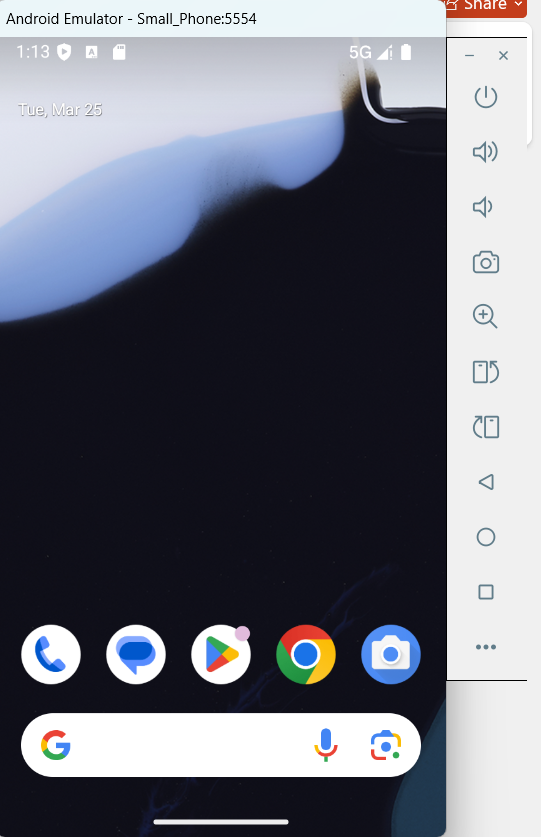 Android Emulator - Small_Phone:5554
Share
1:13
A
5G
Tue, Mar 25
G